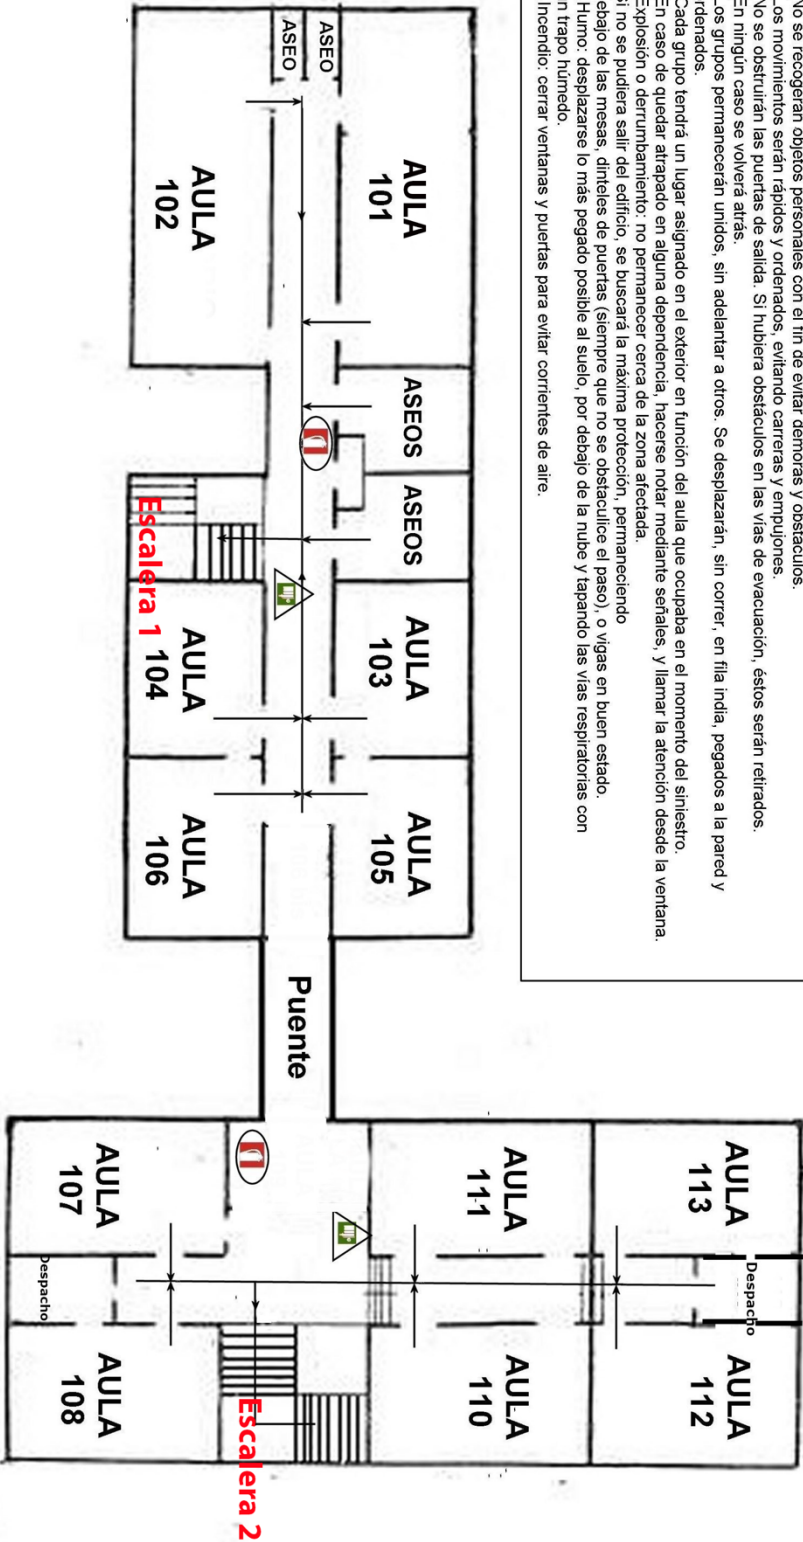 No se recogeran objetos personales con el fin de evitar demoras y obstaculos.
Los movimientos serán rápidos y ordenados, evitando carreras y empujones.
No se obstruirán las puertas de salida. Si hubiera obstáculos en las vías de evacuación, éstos serán retirados.
En ningún caso se volverá atrás.
Los grupos permanecerán unidos, sin adelantar a otros. Se desplazarán, sin correr, en fila india, pegados a la pared y
rdenados.
Cada grupo tendrá un lugar asignado en el exterior en función del aula que ocupaba en el momento del siniestro.
En caso de quedar atrapado en alguna dependencia, hacerse notar mediante señales, y llamar la atención desde la ventana.
Explosión o derrumbamiento: no permanecer cerca de la zona afectada.
Si no se pudiera salir del edificio, se buscará la máxima protección, permaneciendo
ebajo de las mesas, dinteles de puertas (siempre que no se obstaculice el paso), o vigas en buen estado.
Humo: desplazarse lo más pegado posible al suelo, por debajo de la nube y tapando las vías respiratorias con
n trapo húmedo.
Incendio: cerrar ventanas y puertas para evitar corrientes de aire.
ASEO
ASEO
AULA
101
AULA
102
ASEOS
ASEOS
Escalera 1
AULA
103
AULA
104
AULA
105
AULA
106
Puente
AULA
113
AULA
111
AULA
107
Despacho
Despacho
AULA
112
AULA
110
AULA
108
Escalera 2